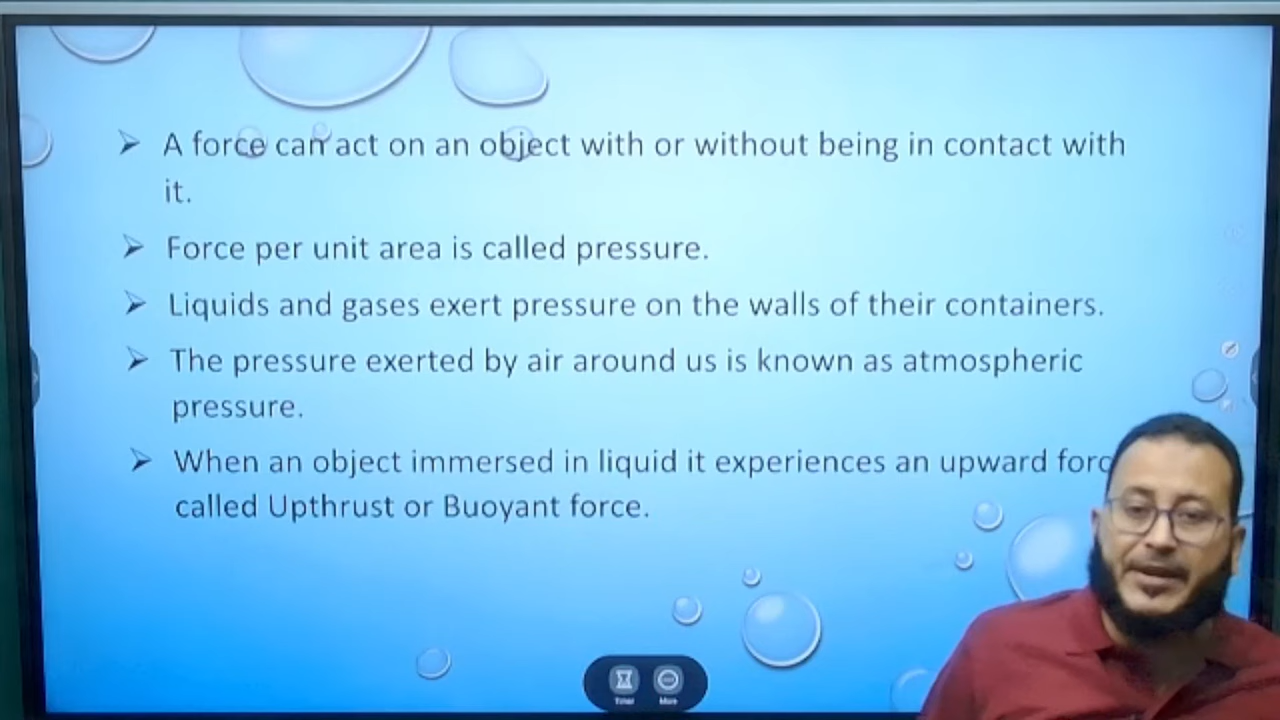 ➢ A force can act on an object with or without being in contact with
it.
➢ Force per unit area is called pressure.
➢ Liquids and gases exert pressure on the walls of their containers.
➢ The pressure exerted by air around us is known as atmospheric
pressure.
➢ When an object immersed in liquid it experiences an upward forc
called Upthrust or Buoyant force.
Timer More